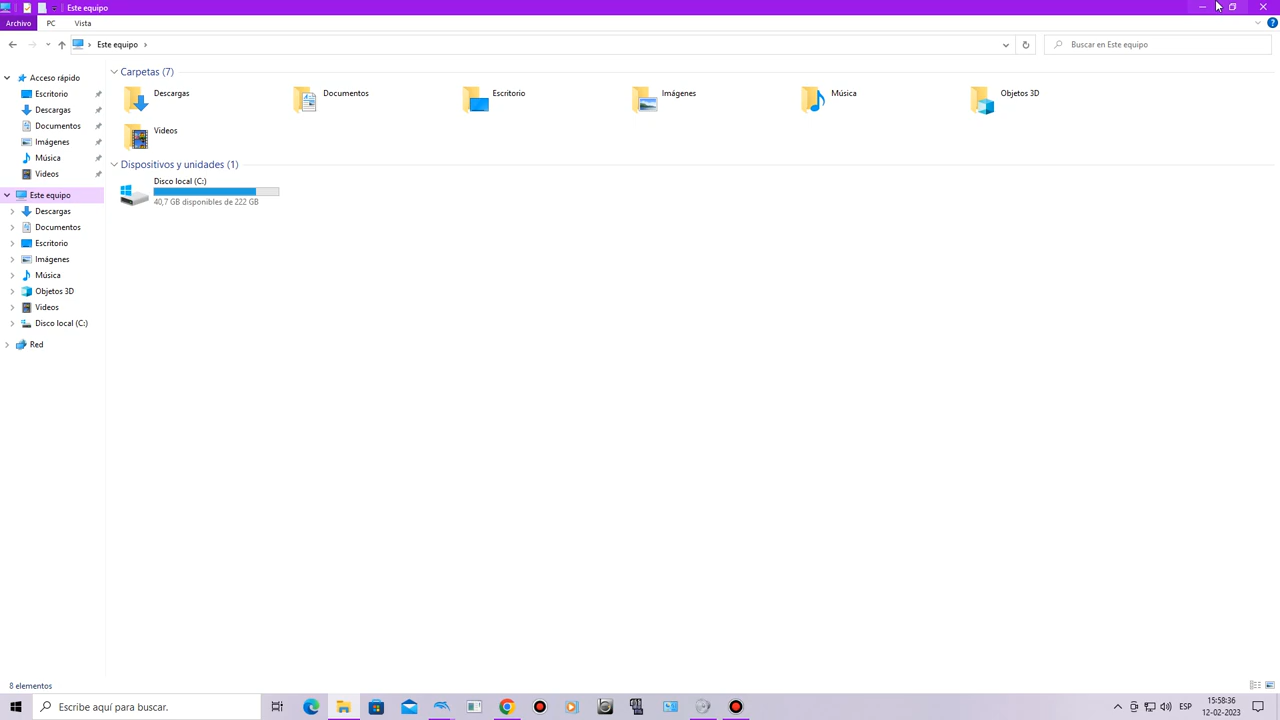 Este equipo
Archivo PC Vista
Este equipo Buscar en Este equipo
Acceso rápido
Escritorio
Descargas
Documentos
Imágenes
Música
Videos
Este equipo
Descargas
Documentos
Escritorio
Imágenes
Música
Objetos 3D
Videos
Disco local (C:)
Red
Carpetas (7)
Descargas
Documentos
Escritorio
Imágenes
Música
Objetos 3D
Videos
Dispositivos y unidades (1)
Disco local (C:)
40,7 GB disponibles de 222 GB
8 elementos
Escribe aquí para buscar.
ESP
15:58:36
12-02-2023